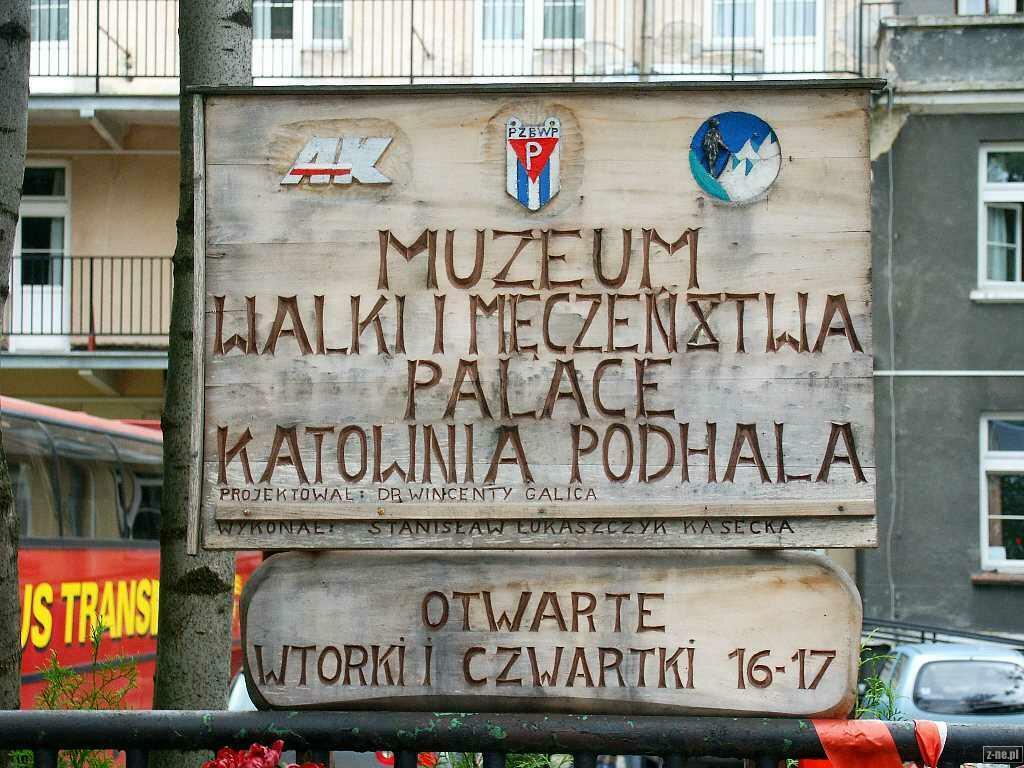 AK
PZBWP
P
MUZEUM
WALKI I MĘCZEŃSTWA
PALACE
KATOWNIA PODHALA
PROJEKTOWAŁ: DR WINCENTY GALICA
WYKONAŁ: STANISŁAW ŁUKASZCZYK KASECKA
OTWARTE
WTORKI I CZWARTKI 16-17
US TRANS
z-ne.pl